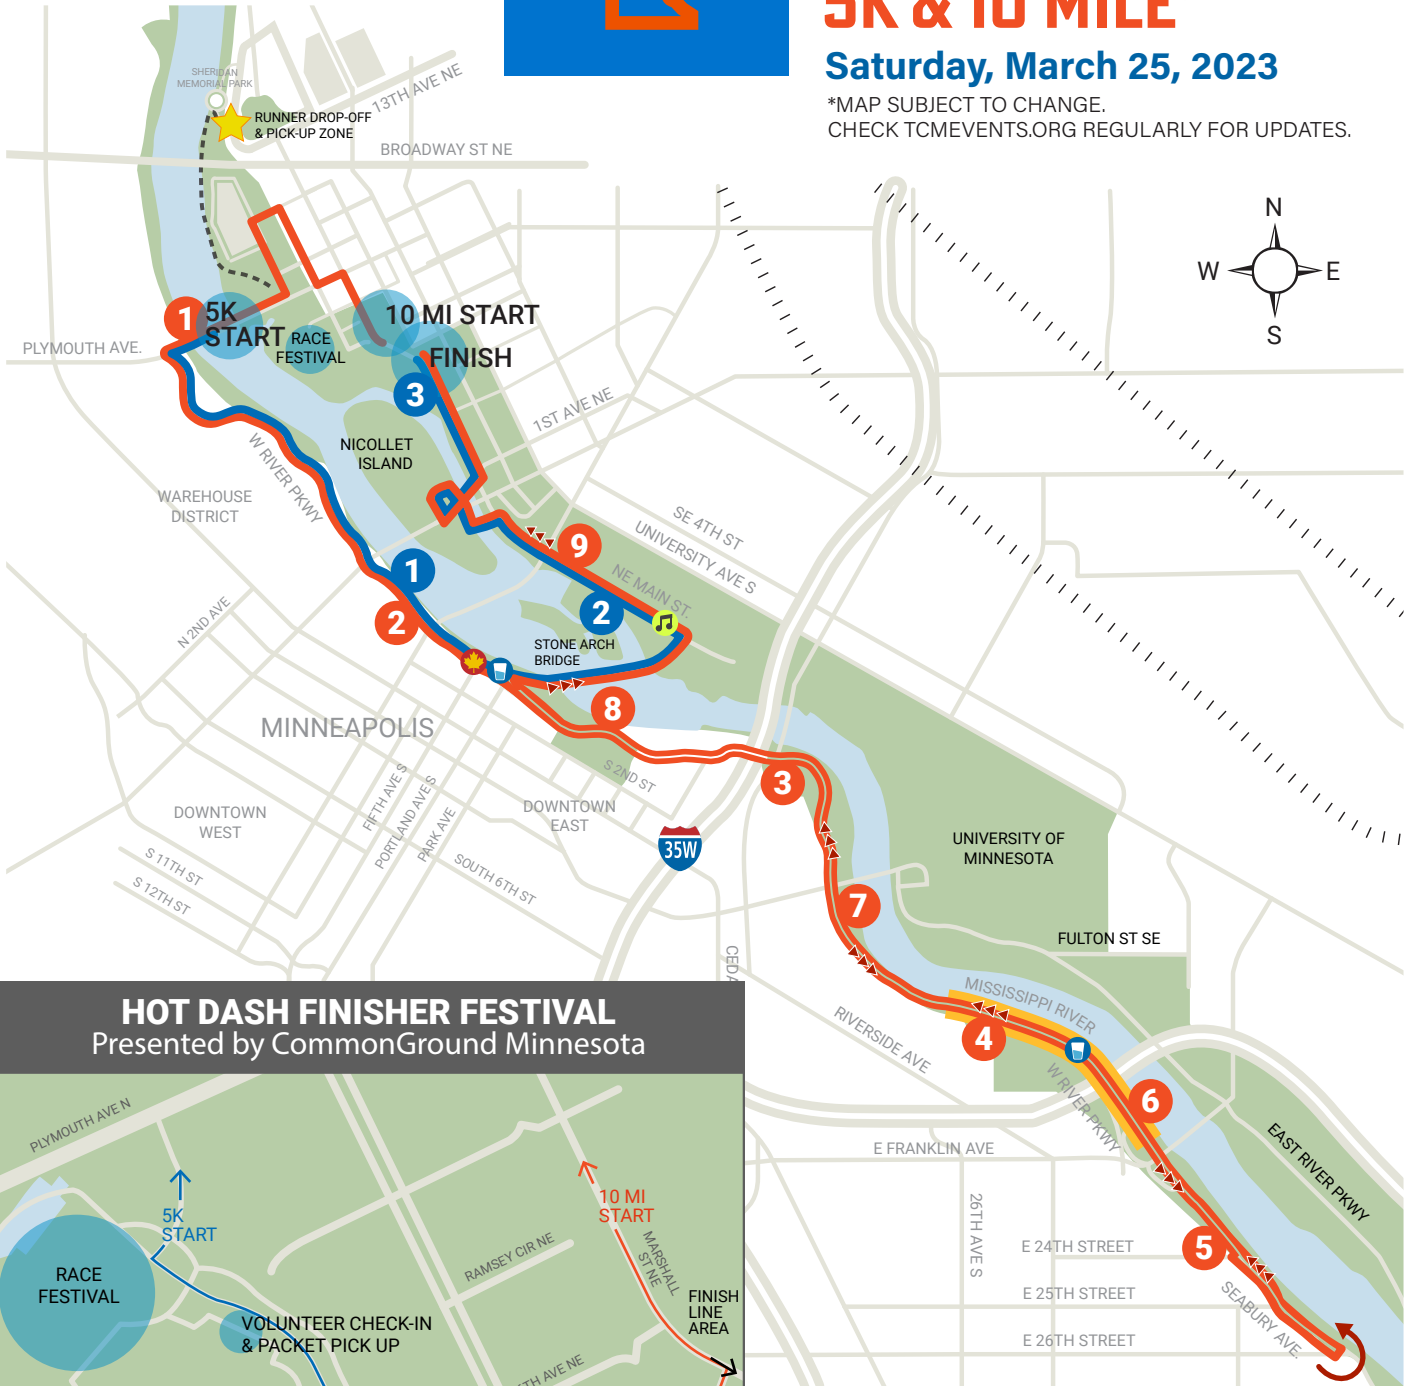 5K & 10 MILE
Saturday, March 25, 2023
*MAP SUBJECT TO CHANGE.
CHECK TCMEVENTS.ORG REGULARLY FOR UPDATES.
SHERIDAN
MEMORIAL PARK
13TH AVE NE
RUNNER DROP-OFF
& PICK-UP ZONE
BROADWAY ST NE
N
W
E
S
1
5K
START
10 MI START
RACE
FESTIVAL
FINISH
PLYMOUTH AVE.
3
1ST AVE NE
NICOLLET
ISLAND
W RIVER PKWY
WAREHOUSE
DISTRICT
SE 4TH ST
UNIVERSITY AVE S
9
NE MAIN ST.
1
2
2
N 2ND AVE
STONE ARCH
BRIDGE
8
MINNEAPOLIS
3
S 2ND ST
FIFTH AVE S
PORTLAND AVE S
PARK AVE
DOWNTOWN
WEST
DOWNTOWN
EAST
35W
UNIVERSITY OF
MINNESOTA
S 11TH ST
S 12TH ST
SOUTH 6TH ST
7
FULTON ST SE
CEDA
MISSISSIPPI RIVER
RIVERSIDE AVE
4
W RIVER PKWY
6
E FRANKLIN AVE
EAST RIVER PKWY
26TH AVE S
E 24TH STREET
5
E 25TH STREET
SEABURY AVE.
E 26TH STREET
HOT DASH FINISHER FESTIVAL
Presented by CommonGround Minnesota
PLYMOUTH AVE N
5K
START
10 MI
START
RAMSEY CIR NE
MARSHALL
ST NE
RACE
FESTIVAL
FINISH
LINE
AREA
VOLUNTEER CHECK-IN
& PACKET PICK UP
TH AVE NE